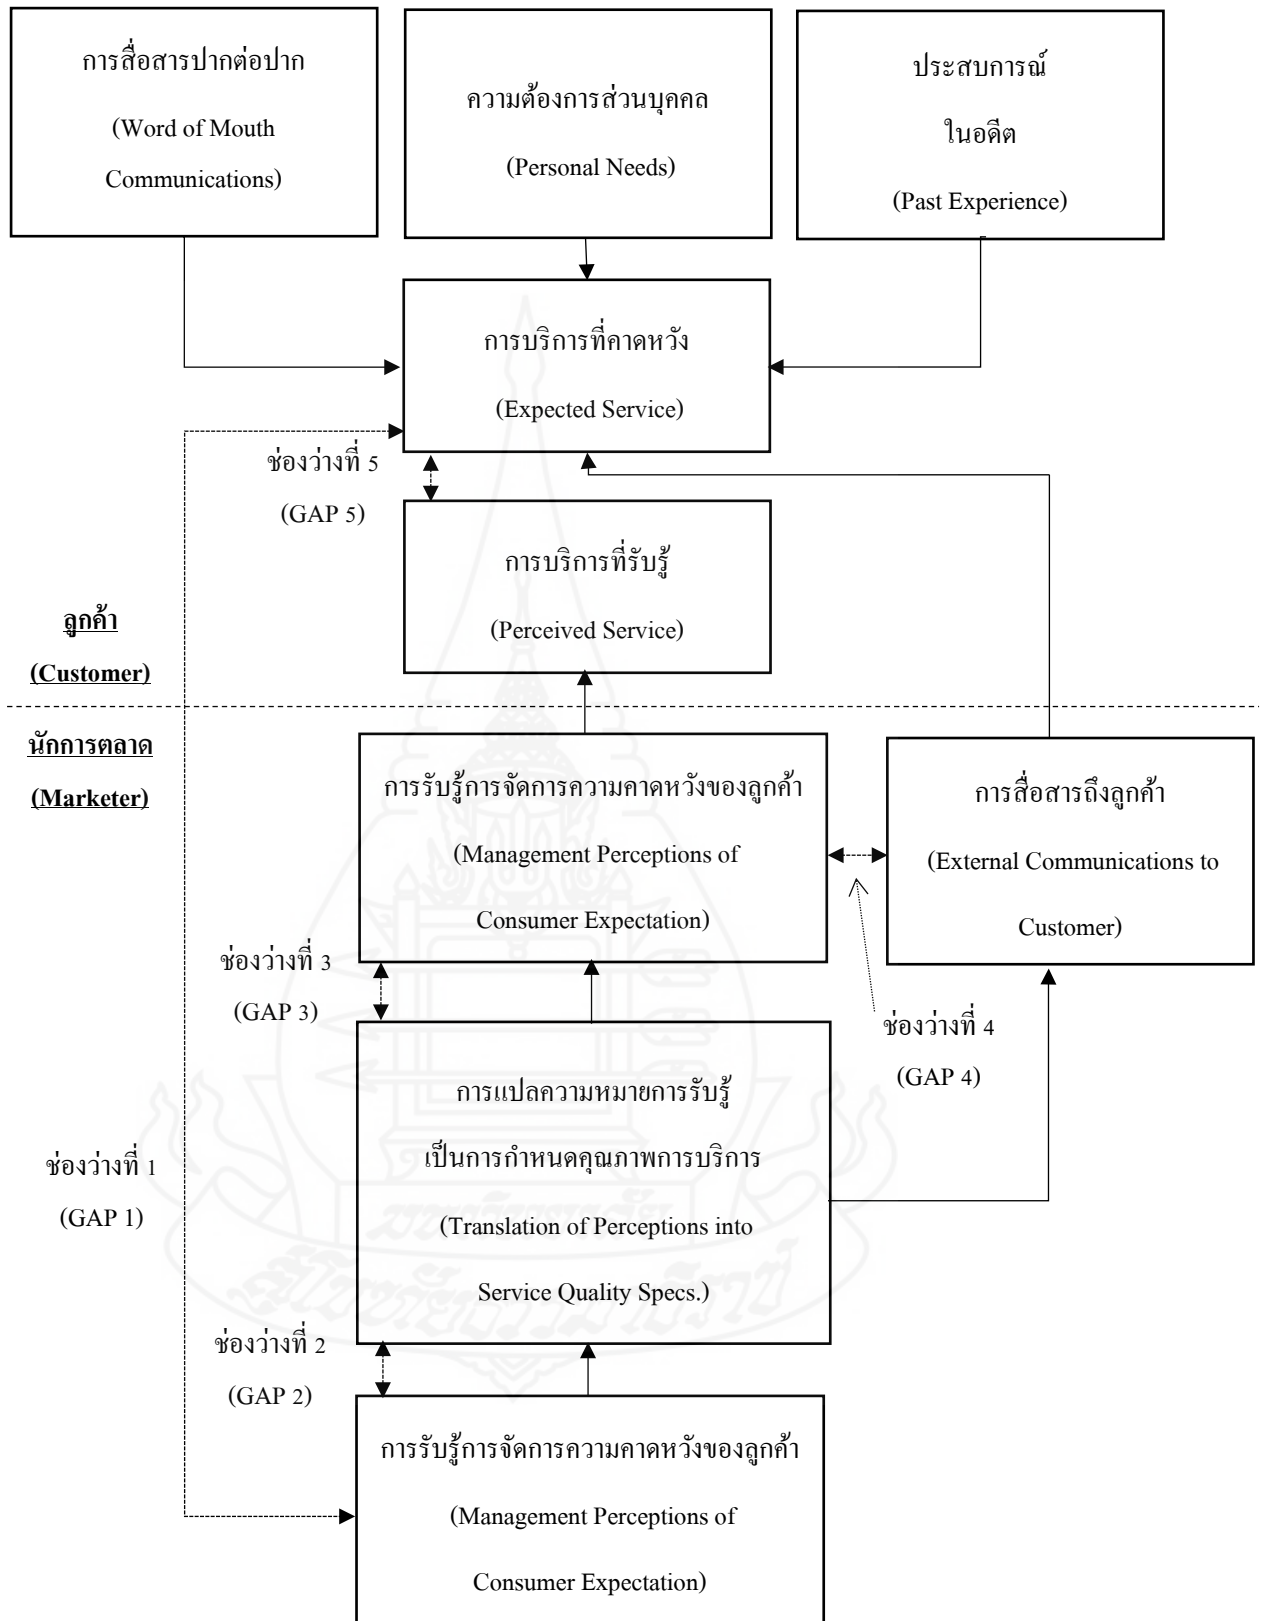 การสื่อสารปากต่อปาก
(Word of Mouth
Communications)
ความต้องการส่วนบุคคล
(Personal Needs)
ประสบการณ์
ในอดีต
(Past Experience)
การบริการที่คาดหวัง
(Expected Service)
ช่องว่างที่ 5
(GAP 5)
การบริการที่รับรู้
(Perceived Service)
ลูกค้า
(Customer)
นักการตลาด
(Marketer)
การรับรู้การจัดการความคาดหวังของลูกค้า
(Management Perceptions of
Consumer Expectation)
การสื่อสารถึงลูกค้า
(External Communications to
Customer)
ช่องว่างที่ 3
(GAP 3)
ช่องว่างที่ 4
(GAP 4)
การแปลความหมายการรับรู้
เป็นการกำหนดคุณภาพการบริการ
(Translation of Perceptions into
Service Quality Specs.)
ช่องว่างที่ 1
(GAP 1)
ช่องว่างที่ 2
(GAP 2)
การรับรู้การจัดการความคาดหวังของลูกค้า
(Management Perceptions of
Consumer Expectation)